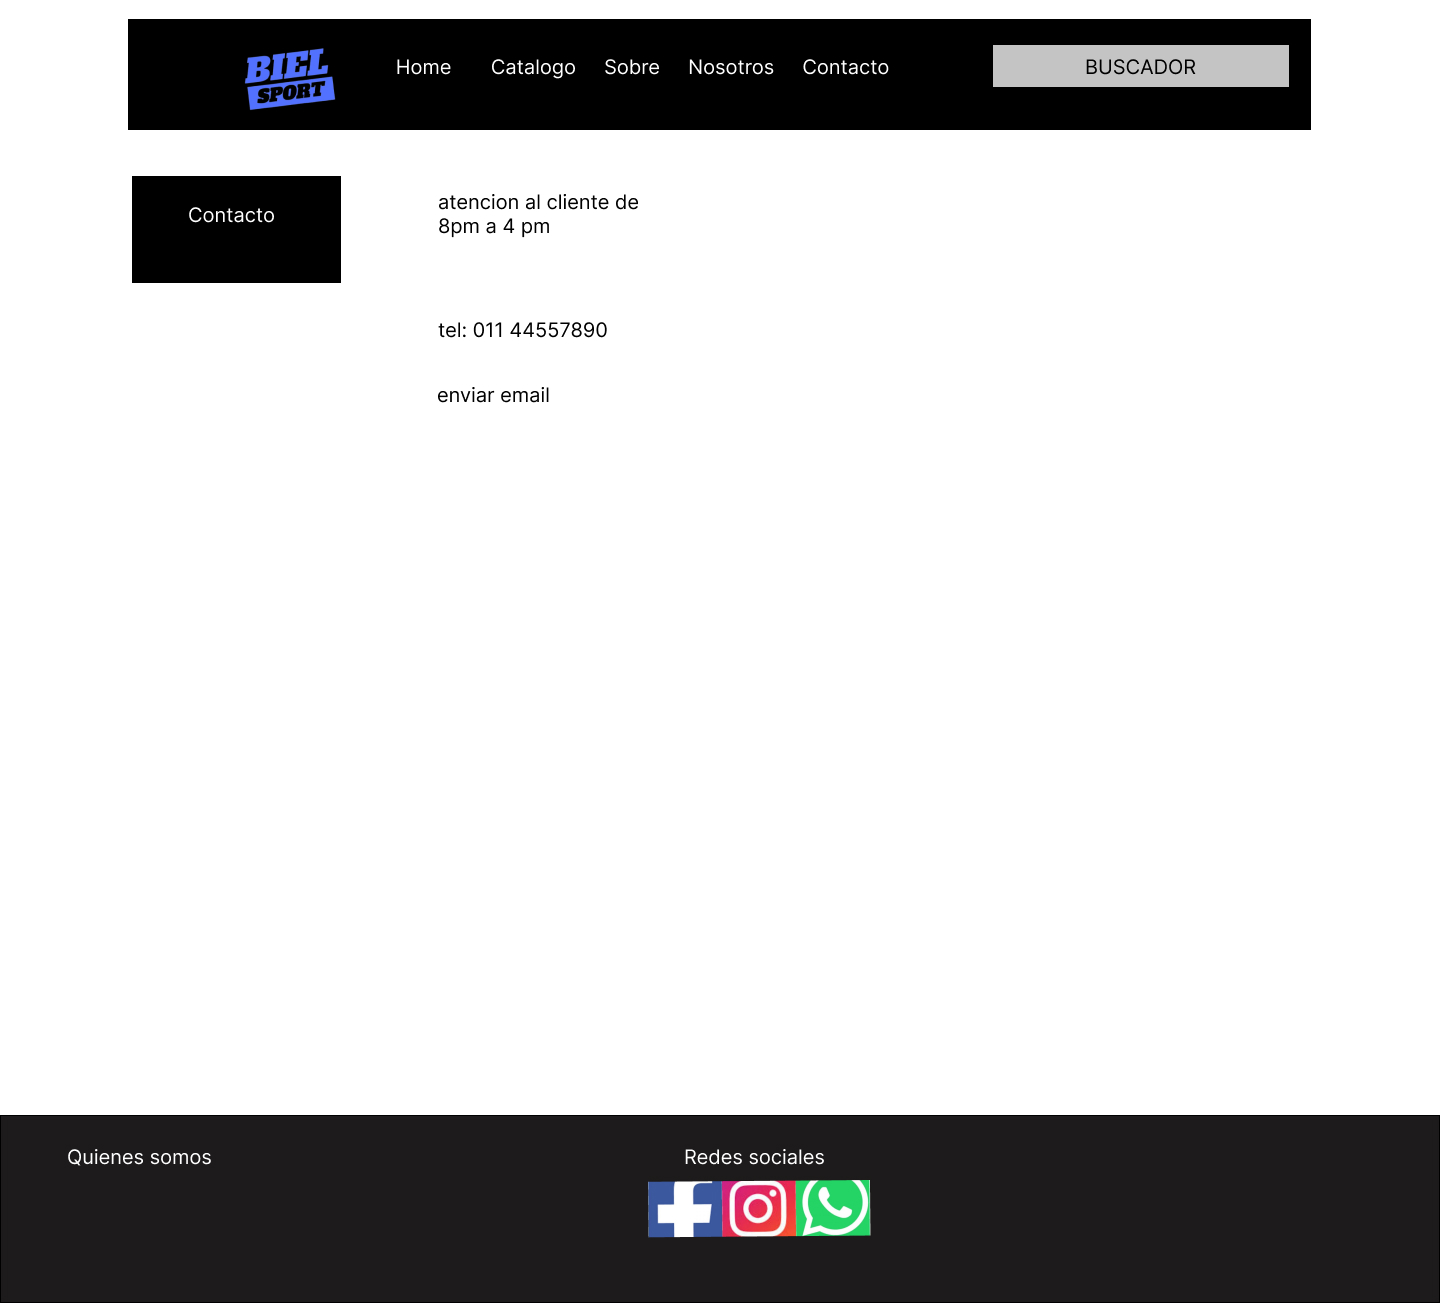 BIEL
SPORT
Home Catalogo Sobre Nosotros Contacto
BUSCADOR
Contacto
atencion al cliente de
8pm a 4 pm
tel: 011 44557890
enviar email
Quienes somos
Redes sociales